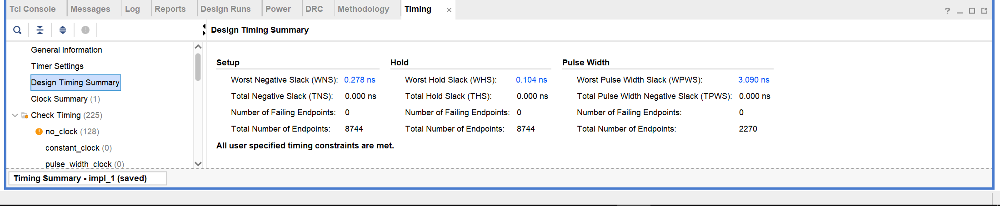 Tcl Console Messages Log Reports Design Runs Power DRC Methodology Timing
Design Timing Summary
General Information
Timer Settings
Design Timing Summary
Clock Summary (1)
Check Timing (225)
no_clock (128)
constant_clock (0)
pulse_width_clock (0)
Setup
Worst Negative Slack (WNS): 0.278 ns
Total Negative Slack (TNS): 0.000 ns
Number of Failing Endpoints: 0
Total Number of Endpoints: 8744
Hold
Worst Hold Slack (WHS): 0.104 ns
Total Hold Slack (THS): 0.000 ns
Number of Failing Endpoints: 0
Total Number of Endpoints: 8744
Pulse Width
Worst Pulse Width Slack (WPWS): 3.090 ns
Total Pulse Width Negative Slack (TPWS): 0.000 ns
Number of Failing Endpoints: 0
Total Number of Endpoints: 2270
All user specified timing constraints are met.
Timing Summary - impl_1 (saved)